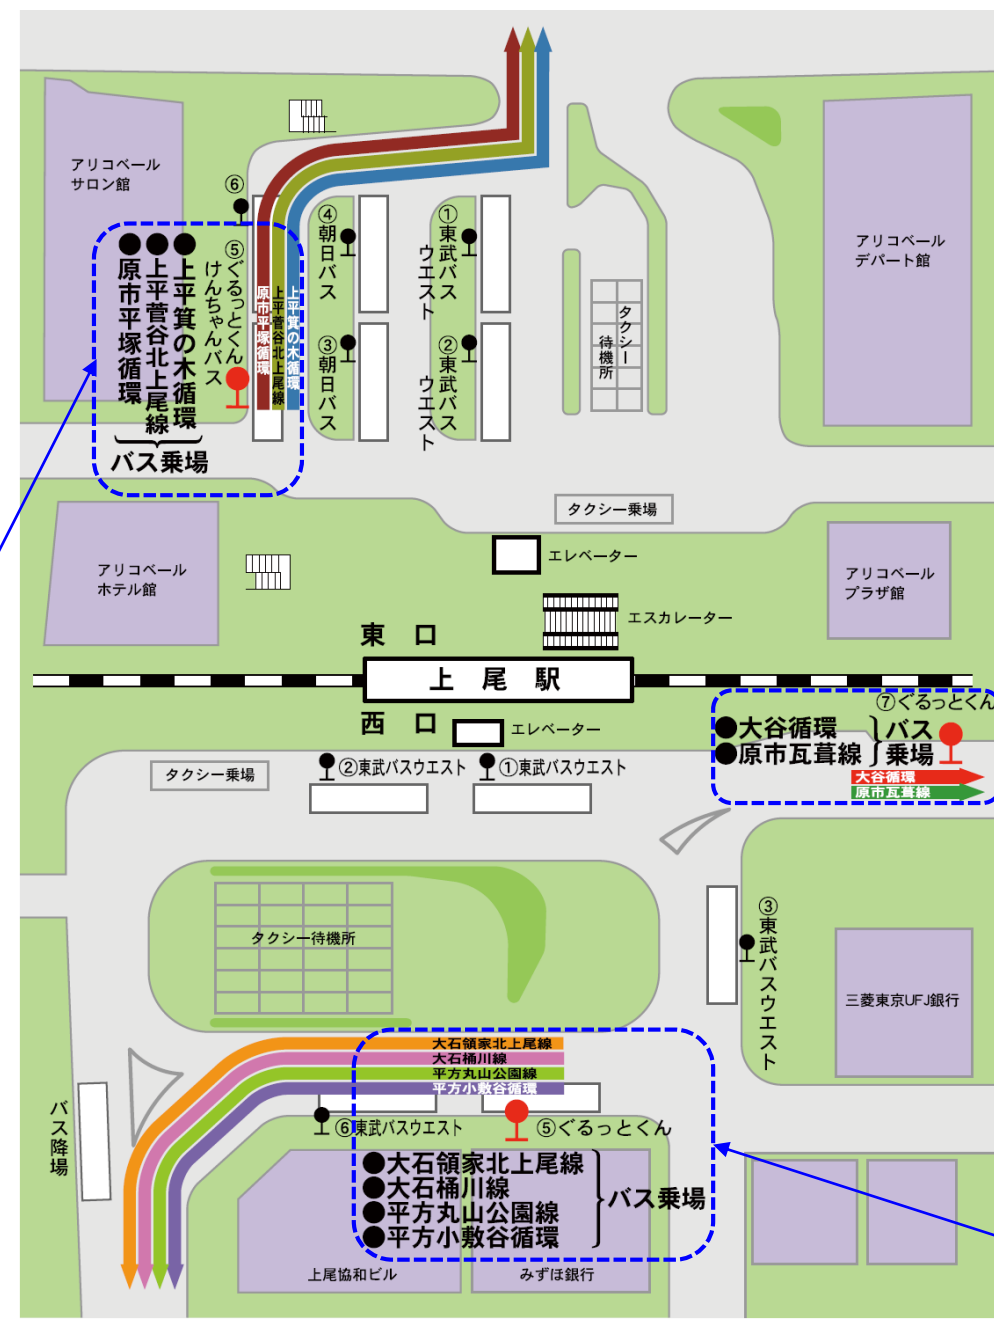 アリコベール
サロン館
アリコベール
デパート館
⑥
⑤ぐるっとくん
けんちゃんバス
●上平箕の木循環
●上平菅谷北上尾線
●原市平塚循環
バス乗場
原市平塚循環
上平菅谷北上尾線
上平箕の木循環
④朝日バス
③朝日バス
①東武バス
ウエスト
②東武バス
ウエスト
タクシー
待機所
タクシー乗場
エレベーター
アリコベール
ホテル館
アリコベール
プラザ館
エスカレーター
東 口
上 尾 駅
西 口
エレベーター
⑦ぐるっとくん
●大谷循環
●原市瓦葺線
バス
乗場
大谷循環
原市瓦葺線
タクシー乗場
②東武バスウエスト
①東武バスウエスト
③東武バスウエスト
タクシー待機所
三菱東京UFJ銀行
大石領家北上尾線
大石桶川線
平方丸山公園線
平方小敷谷循環
バス降場
⑥東武バスウエスト
⑤ぐるっとくん
●大石領家北上尾線
●大石桶川線
●平方丸山公園線
●平方小敷谷循環
バス乗場
上尾協和ビル
みずほ銀行